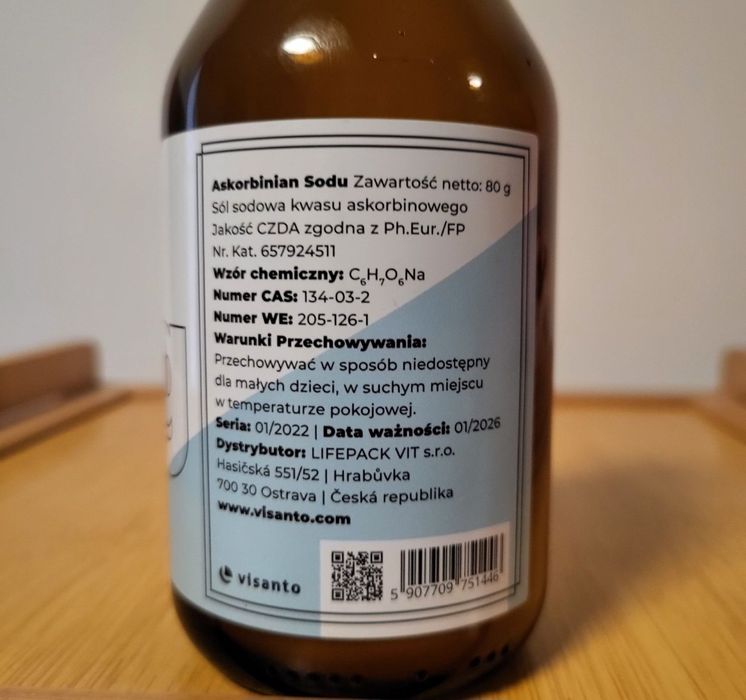 Askorbinian Sodu Zawartość netto: 80 g
Sól sodowa kwasu askorbinowego
Jakość CZDA zgodna z Ph.Eur./FP
Nr. Kat. 657924511
Wzór chemiczny: C₆H₇O₆Na
Numer CAS: 134-03-2
Numer WE: 205-126-1
Warunki Przechowywania:
Przechowywać w sposób niedostępny
dla małych dzieci, w suchym miejscu
w temperaturze pokojowej.
Seria: 01/2022 | Data ważności: 01/2026
Dystrybutor: LIFEPACK VIT s.r.o.
Hasičská 551/52 | Hrabůvka
700 30 Ostrava | Česká republika
www.visanto.com
visanto
5 907709 751446